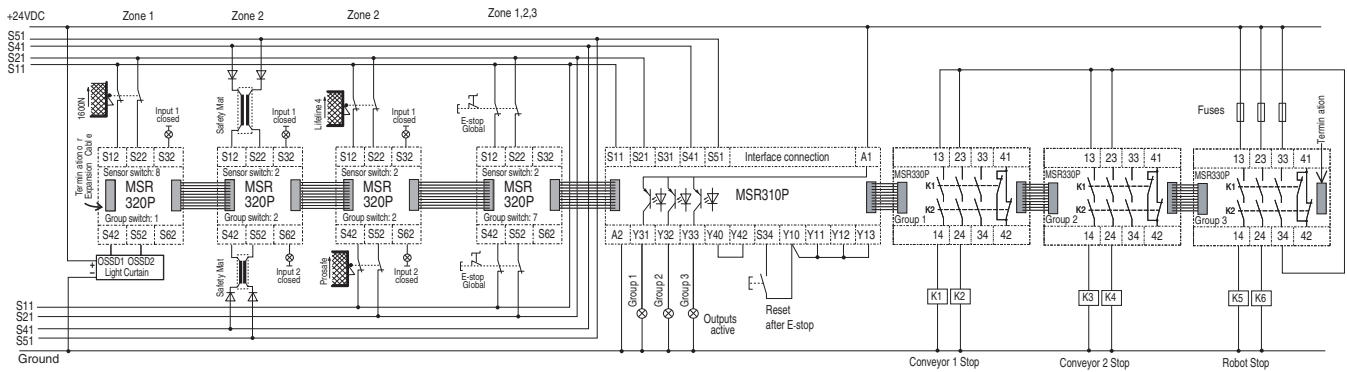 +24VDC
Zone 1
Zone 2
Zone 2
Zone 1,2,3
S51
S41
S21
S11
1600N
Safety Mat
Input 1
closed
Lifeline 4
Input 1
closed
E-stop
Global
Input 1
closed
Fuses
Termination
Termination or
Expansion Cable
S12 S22 S32
Sensor switch: 8
MSR
320P
Group switch: 1
S42 S52 S62
S12 S22 S32
Sensor switch: 2
MSR
320P
Group switch: 2
S42 S52 S62
S12 S22 S32
Sensor switch: 2
MSR
320P
Group switch: 2
S42 S52 S62
S12 S22 S32
Sensor switch: 2
MSR
320P
Group switch: 7
S42 S52 S62
S11 S21 S31 S41 S51 Interface connection A1
MSR310P
A2 Y31 Y32 Y33 Y40 Y42 S34 Y10 Y11 Y12 Y13
13 23 33 41
MSR330P
K1
K2
Group 1
14 24 34 42
13 23 33 41
MSR330P
K1
K2
Group 2
14 24 34 42
13 23 33 41
MSR330P
K1
K2
Group 3
14 24 34 42
OSSD1 OSSD2
+
-
Light Curtain
Safety Mat
Input 2
closed
Prosafe
Input 2
closed
E-stop
Global
Group 1
Group 2
Group 3
Outputs
active
Reset
after E-stop
K1 K2
K3 K4
K5 K6
S11
S21
S41
S51
Ground
Conveyor 1 Stop
Conveyor 2 Stop
Robot Stop